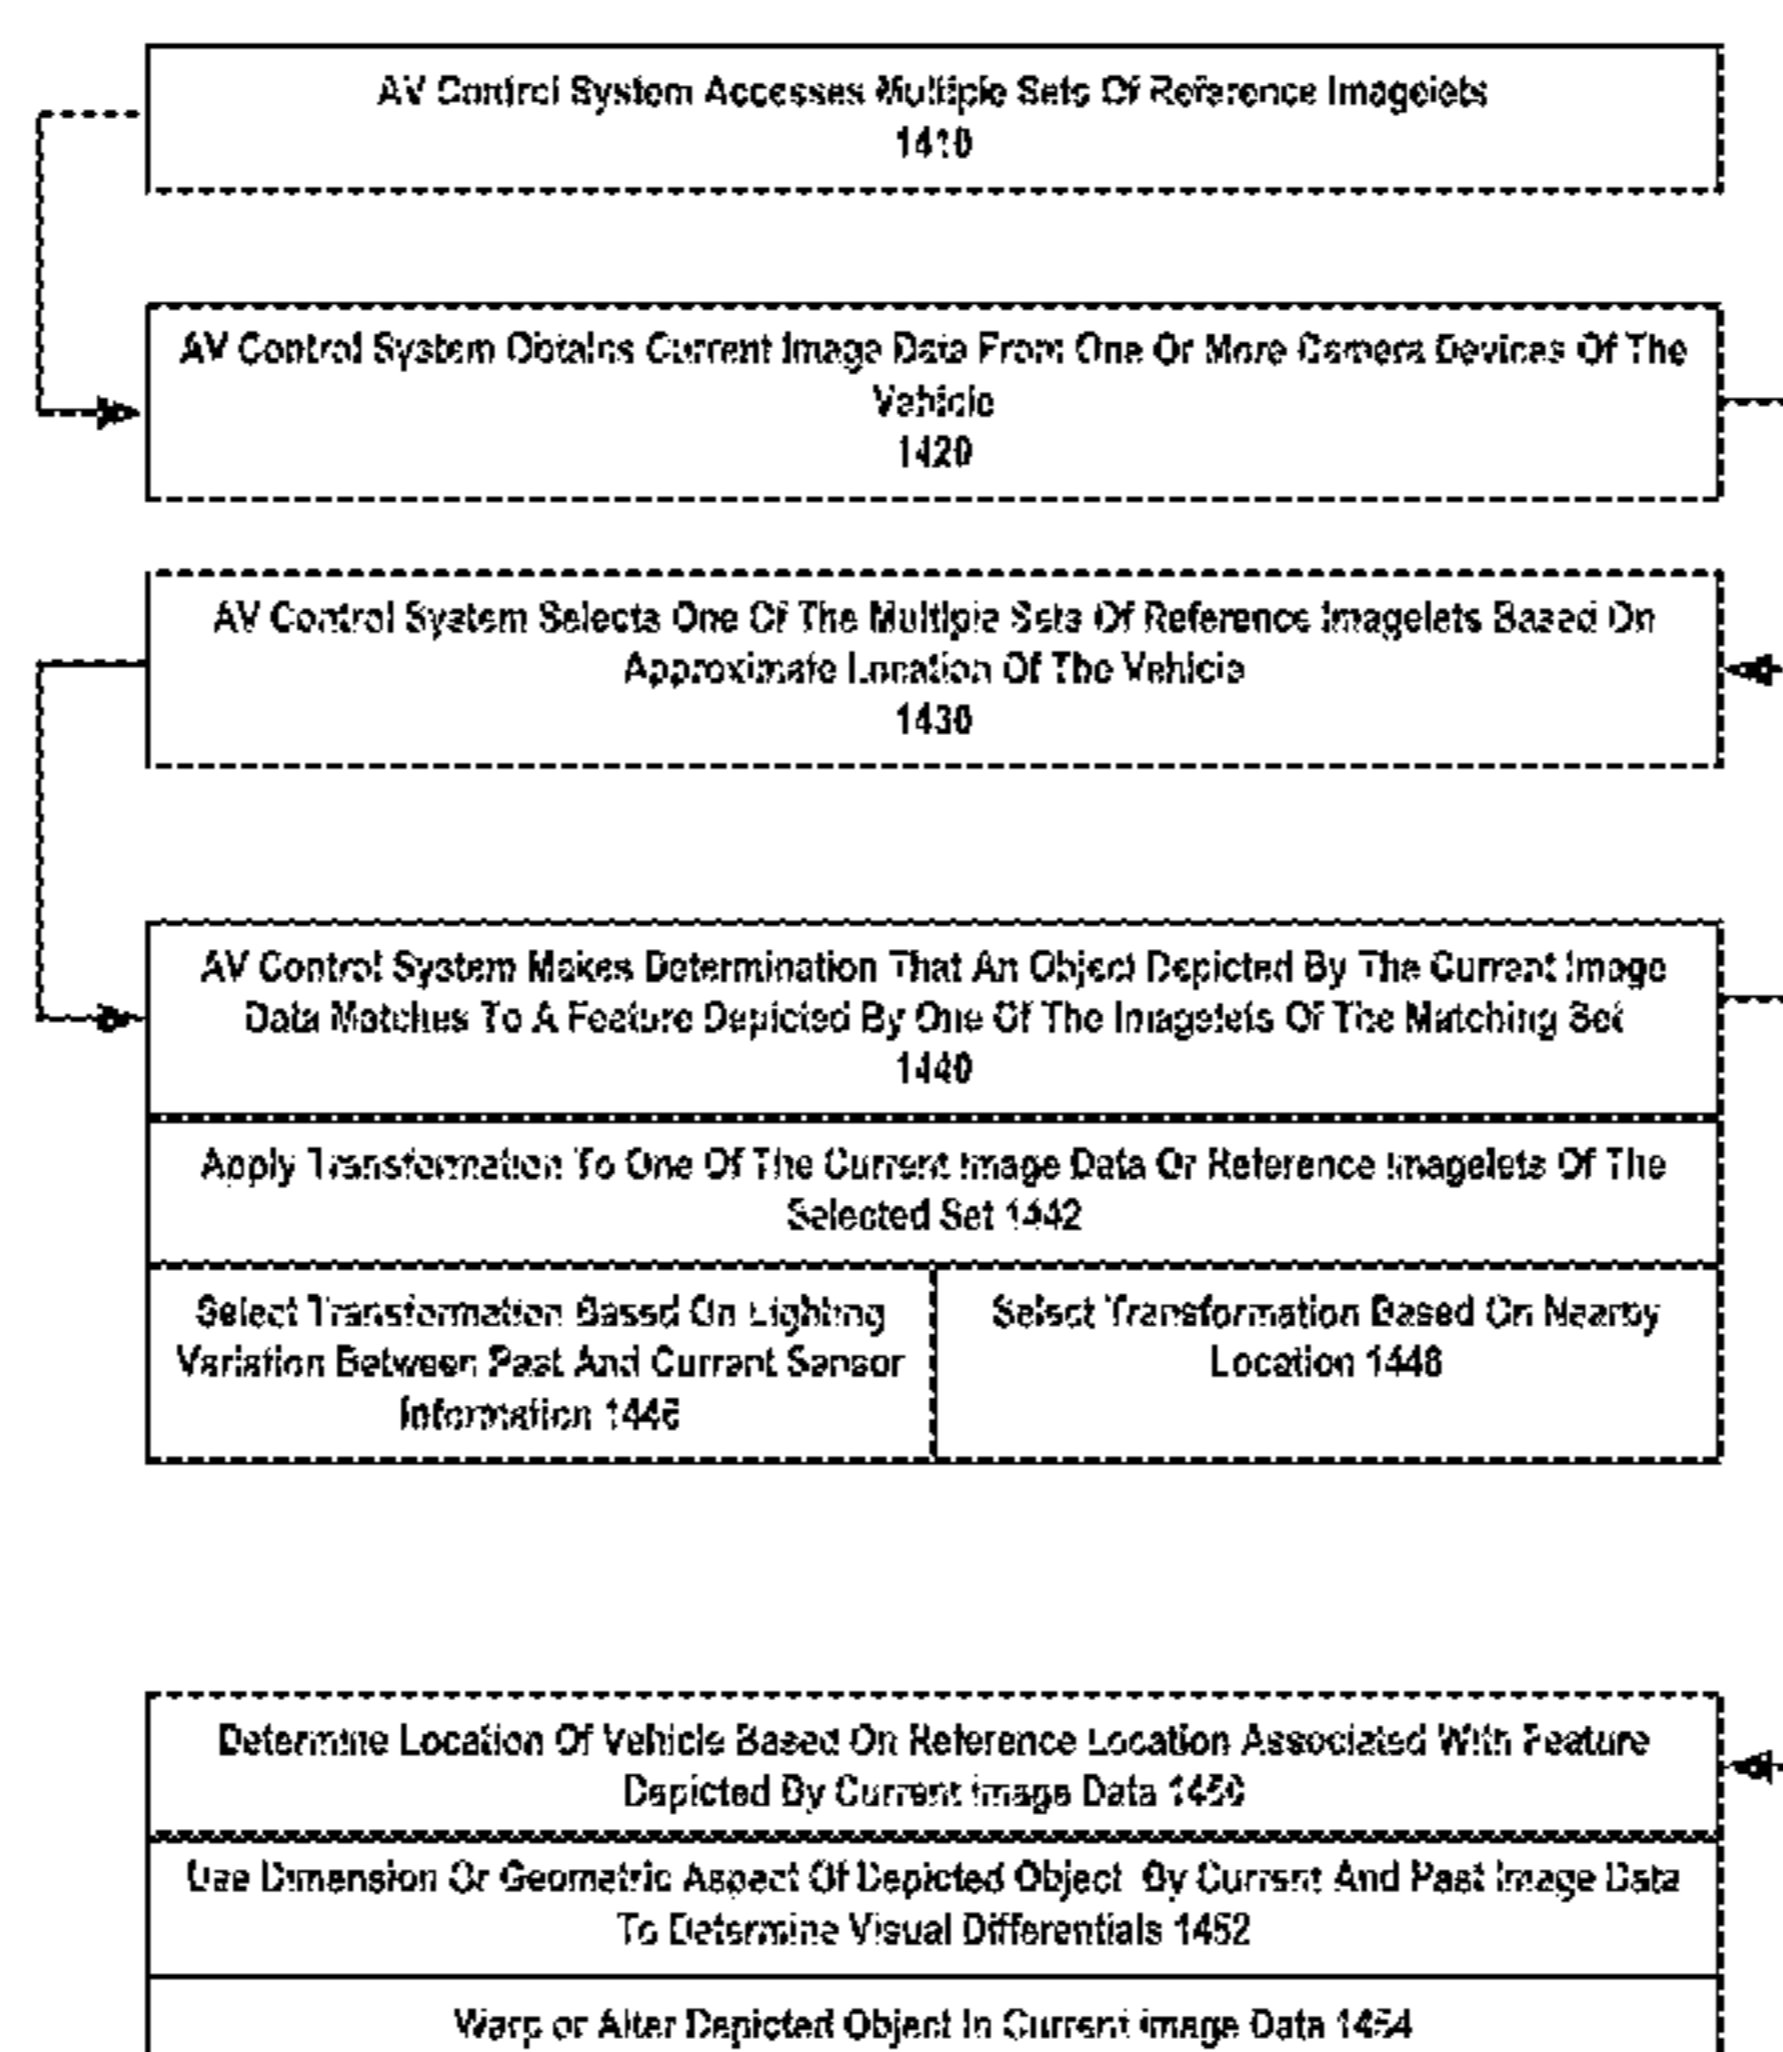 AV Control System Accesses Multiple Sets Of Reference Imagelets
1410
AV Control System Obtains Current Image Data From One Or More Camera Devices Of The
Vehicle
1420
AV Control System Selects One Of The Multiple Sets Of Reference Imagelets Based On
Approximate Location Of The Vehicle
1430
AV Control System Makes Determination That An Object Depicted By The Current Image
Data Matches To A Feature Depicted By One Of The Imagelets Of The Matching Set
1440
Apply Transformation To One Of The Current Image Data Or Reference Imagelets Of The
Selected Set 1442
Select Transformation Based On Lighting
Variation Between Past And Current Sensor
Information 1446
Select Transformation Based On Nearby
Location 1448
Determine Location Of Vehicle Based On Reference Location Associated With Feature
Depicted By Current Image Data 1450
Use Dimension Or Geometric Aspect Of Depicted Object By Current And Past Image Data
To Determine Visual Differentials 1452
Warp or Alter Depicted Object In Current Image Data 1454